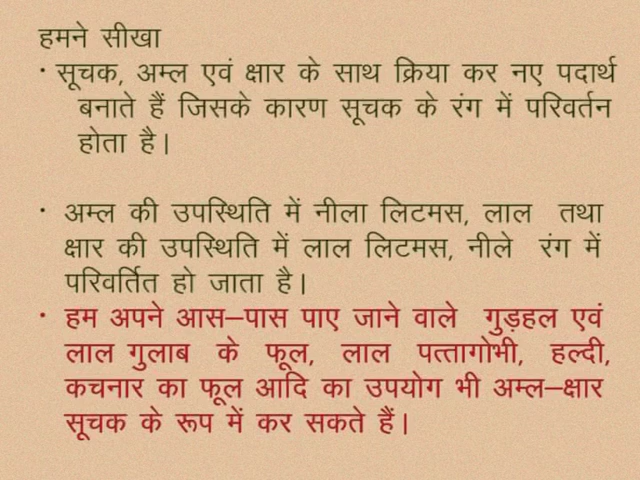 हमने सीखा
• सूचक, अम्ल एवं क्षार के साथ क्रिया कर नए पदार्थ
बनाते हैं जिसके कारण सूचक के रंग में परिवर्तन
होता है।
• अम्ल की उपस्थिति में नीला लिटमस, लाल तथा
क्षार की उपस्थिति में लाल लिटमस, नीले रंग में
परिवर्तित हो जाता है।
• हम अपने आस–पास पाए जाने वाले गुड़हल एवं
लाल गुलाब के फूल, लाल पत्तागोभी, हल्दी,
कचनार का फूल आदि का उपयोग भी अम्ल–क्षार
सूचक के रूप में कर सकते हैं।